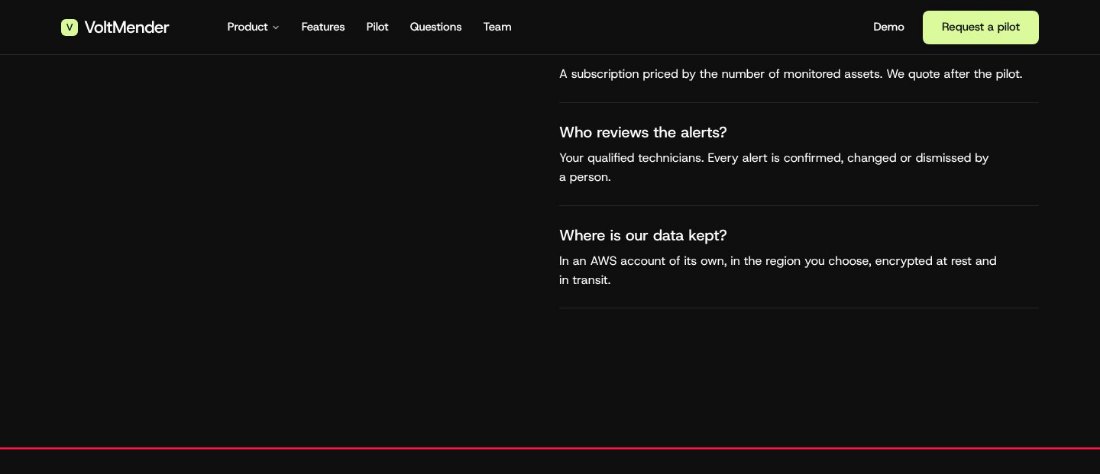 V VoltMender Product Features Pilot Questions Team Demo Request a pilot
A subscription priced by the number of monitored assets. We quote after the pilot.
Who reviews the alerts?
Your qualified technicians. Every alert is confirmed, changed or dismissed by
a person.
Where is our data kept?
In an AWS account of its own, in the region you choose, encrypted at rest and
in transit.